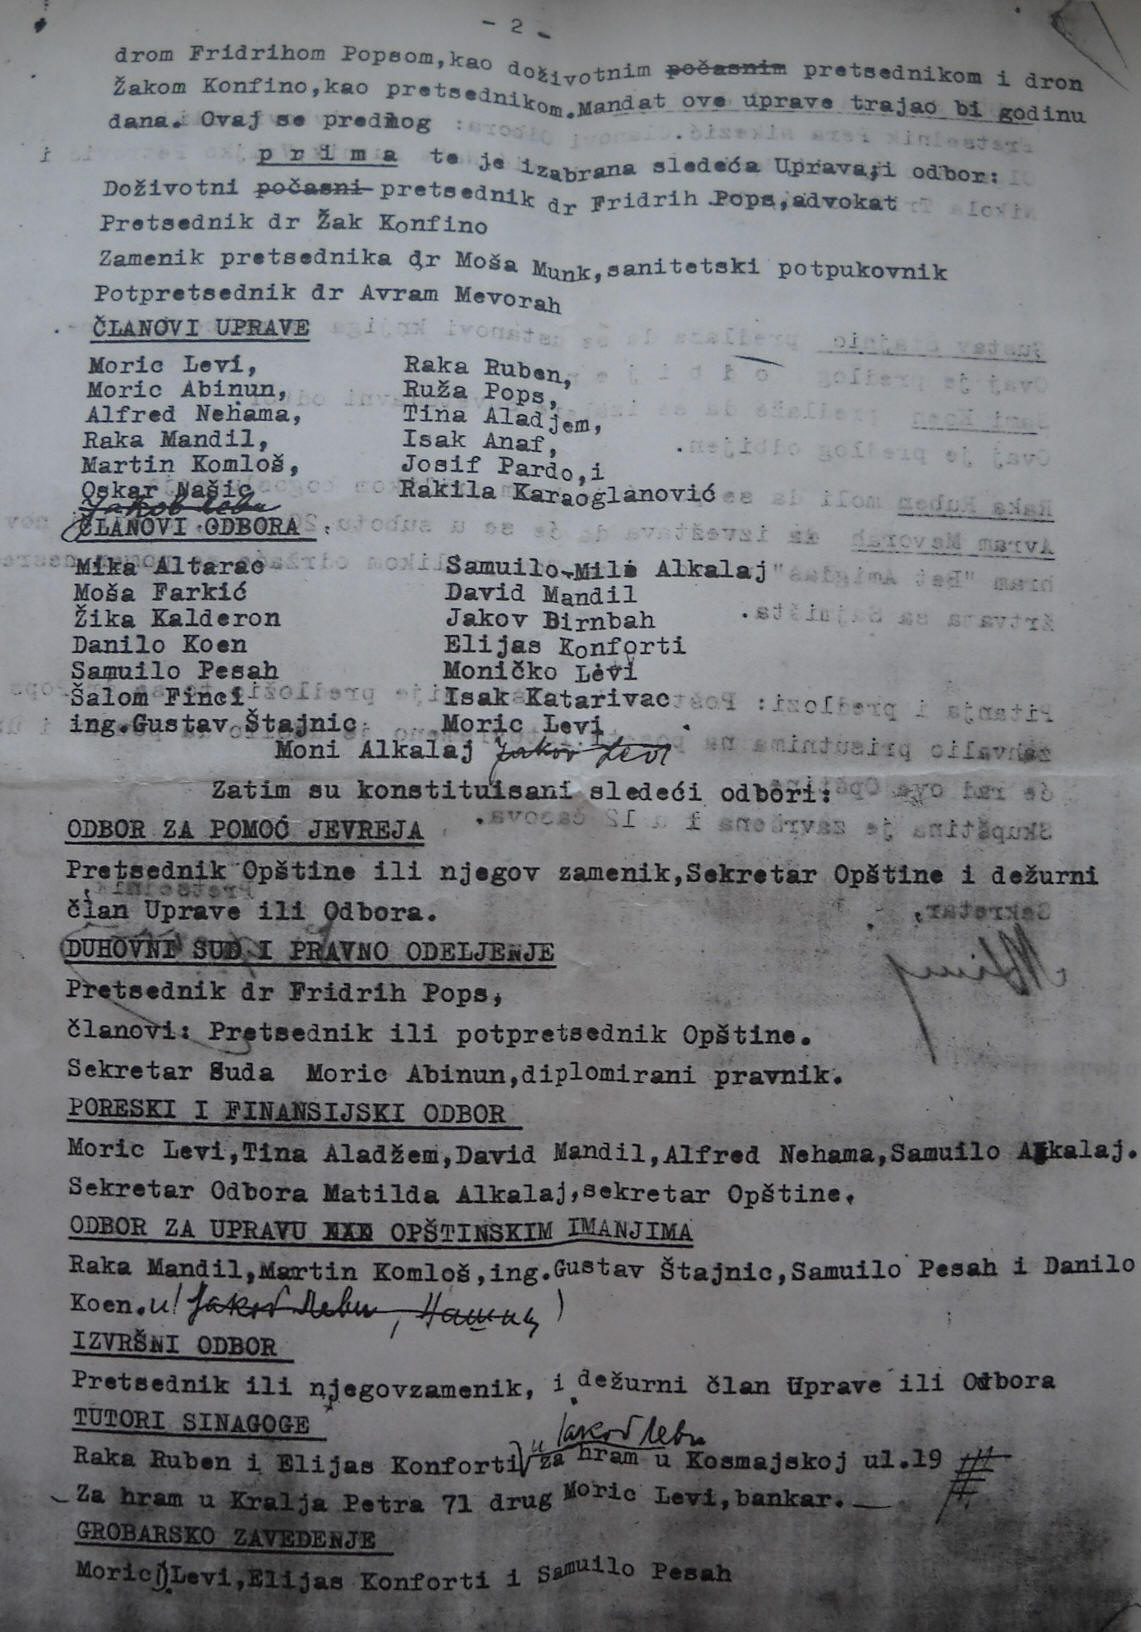 - 2 -
drom Fridrihom Popsom,kao doživotnim počasnim pretsednikom i dron
Žakom Konfino,kao pretsednikom.Mandat ove uprave trajao bi godinu
dana. Ovaj se predlog
p r i m a te je izabrana sledeća Uprava,i odbor:
Doživotni počasni pretsednik dr Fridrih Pops,advokat
Pretsednik dr Žak Konfino
Zamenik pretsednika dr Moša Munk,sanitetski potpukovnik
Potpretsednik dr Avram Mevorah
ČLANOVI UPRAVE
Moric Levi, Raka Ruben,
Moric Abinun, Ruža Pops,
Alfred Nehama, Tina Aladjem,
Raka Mandil, Isak Anaf,
Martin Komloš, Josif Pardo,i
Oskar Našic Rakila Karaoglanović
ČLANOVI ODBORA
Mika Altarac Samuilo-Mile Alkalaj
Moša Farkić David Mandil
Žika Kalderon Jakov Birnbah
Danilo Koen Elijas Konforti
Samuilo Pesah Moničko Levi
Šalom Finci Isak Katarivac
ing.Gustav Štajnic Moric Levi
Moni Alkalaj Jakov Levi
Zatim su konstituisani sledeći odbori:
ODBOR ZA POMOĆ JEVREJA
Pretsednik Opštine ili njegov zamenik,Sekretar Opštine i dežurni
član Uprave ili Odbora.
DUHOVNI SUD I PRAVNO ODELJENJE
Pretsednik dr Fridrih Pops,
članovi: Pretsednik ili potpretsednik Opštine.
Sekretar Suda Moric Abinun,diplomirani pravnik.
PORESKI I FINANSIJSKI ODBOR
Moric Levi,Tina Aladžem,David Mandil,Alfred Nehama,Samuilo Alkalaj.
Sekretar Odbora Matilda Alkalaj,sekretar Opštine.
ODBOR ZA UPRAVU OPŠTINSKIM IMANJIMA
Raka Mandil,Martin Komloš,ing.Gustav Štajnic,Samuilo Pesah i Danilo
Koen.
IZVRŠNI ODBOR
Pretsednik ili njegovzamenik, i dežurni član Uprave ili Odbora
TUTORI SINAGOGE
и Јаков Леви
Raka Ruben i Elijas Konforti za hram u Kosmajskoj ul.19
Za hram u Kralja Petra 71 drug Moric Levi,bankar.
GROBARSKO ZAVEDENJE
Moric Levi,Elijas Konforti i Samuilo Pesah